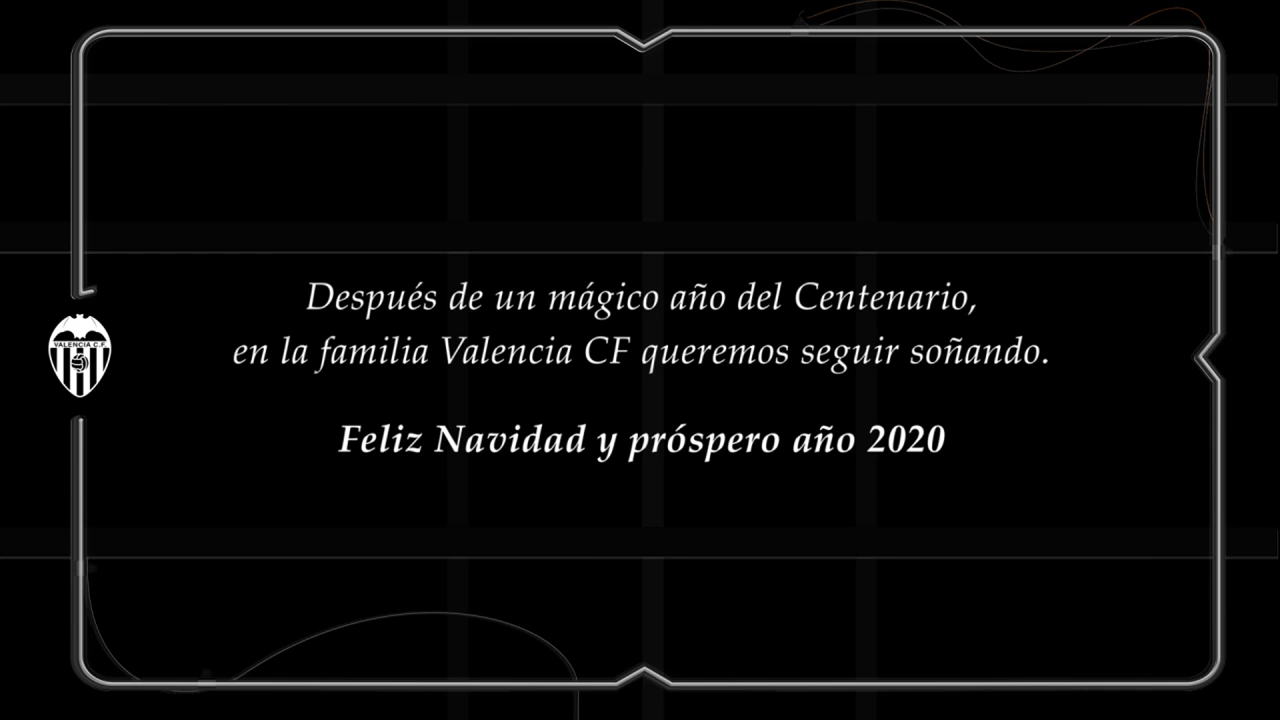 Después de un mágico año del Centenario,
en la familia Valencia CF queremos seguir soñando.
VALENCIA C.F.
Feliz Navidad y próspero año 2020